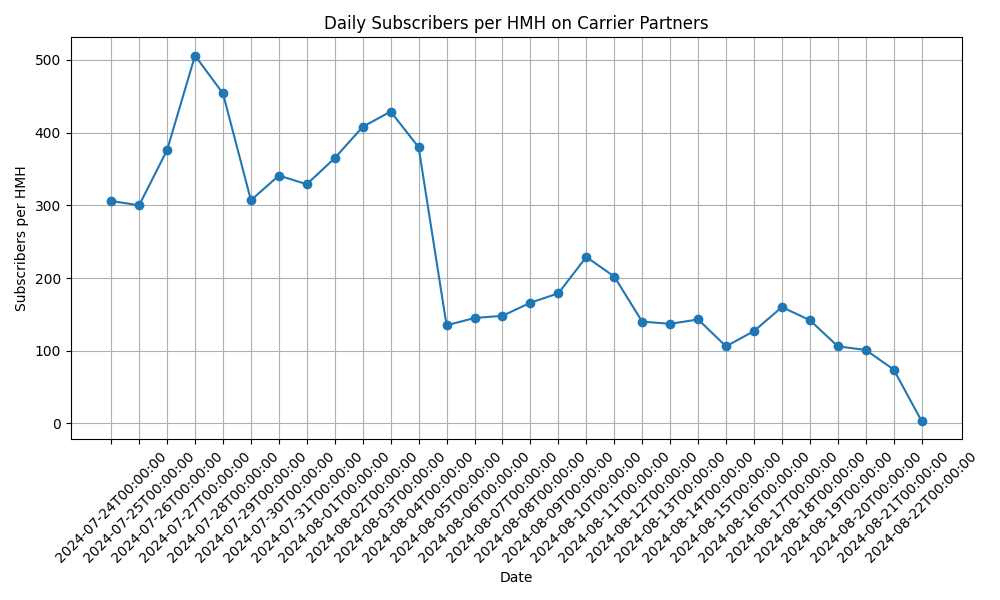 Daily Subscribers per HMH on Carrier Partners
Subscribers per HMH
500
400
300
200
100
0
2024-07-24T00:00:00
2024-07-25T00:00:00
2024-07-26T00:00:00
2024-07-27T00:00:00
2024-07-28T00:00:00
2024-07-29T00:00:00
2024-07-30T00:00:00
2024-07-31T00:00:00
2024-08-01T00:00:00
2024-08-02T00:00:00
2024-08-03T00:00:00
2024-08-04T00:00:00
2024-08-05T00:00:00
2024-08-06T00:00:00
2024-08-07T00:00:00
2024-08-08T00:00:00
2024-08-09T00:00:00
2024-08-10T00:00:00
2024-08-11T00:00:00
2024-08-12T00:00:00
2024-08-13T00:00:00
2024-08-14T00:00:00
2024-08-15T00:00:00
2024-08-16T00:00:00
2024-08-17T00:00:00
2024-08-18T00:00:00
2024-08-19T00:00:00
2024-08-20T00:00:00
2024-08-21T00:00:00
2024-08-22T00:00:00
Date